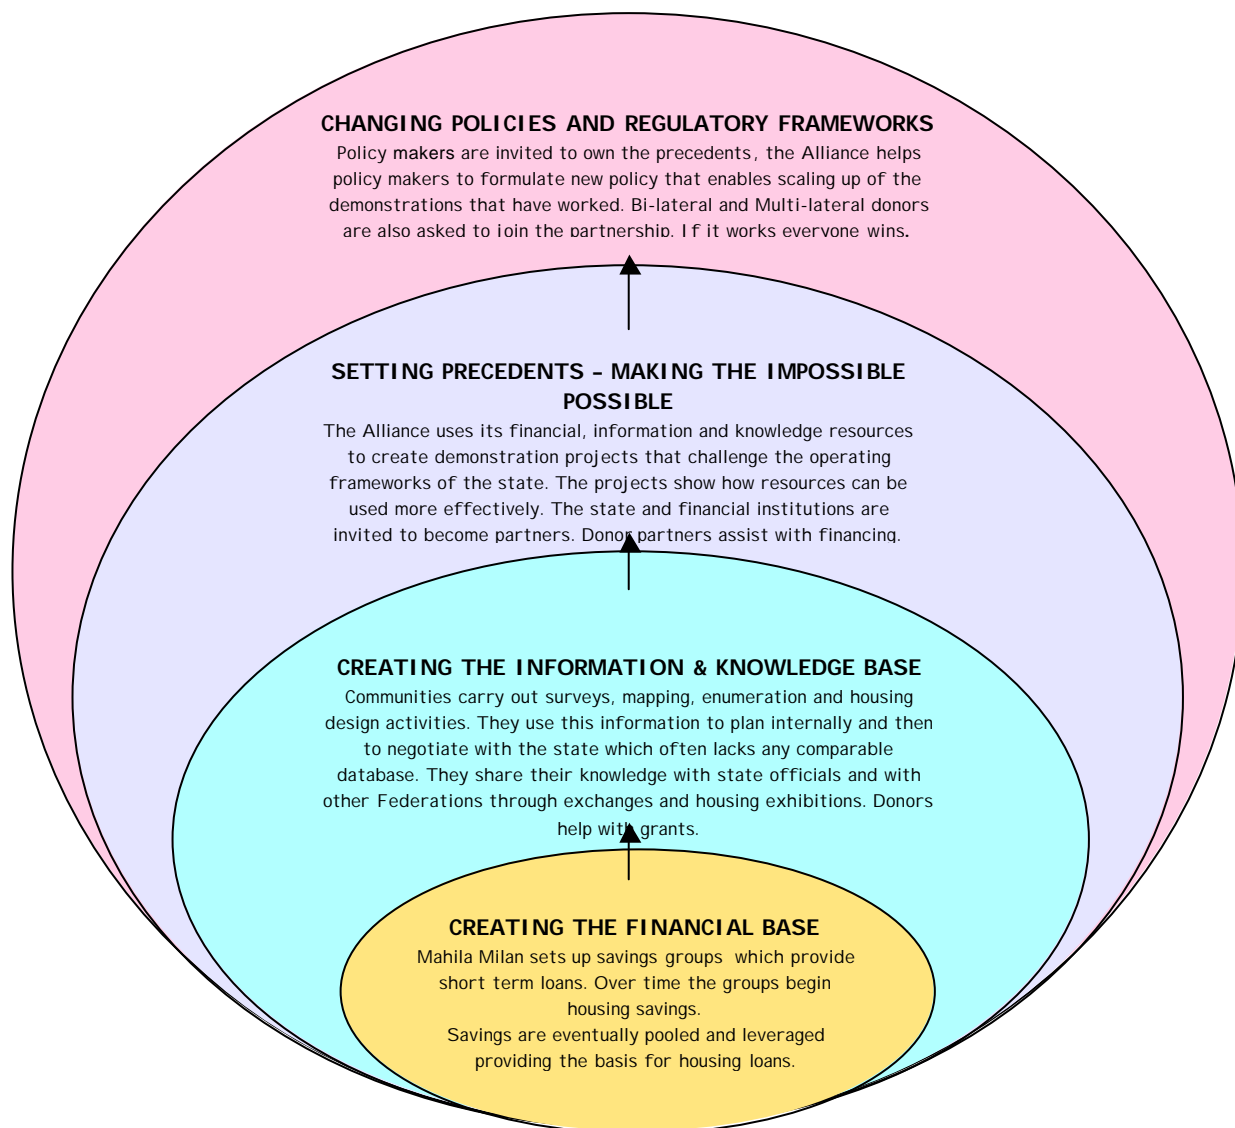 CHANGING POLICIES AND REGULATORY FRAMEWORKS
Policy makers are invited to own the precedents, the Alliance helps
policy makers to formulate new policy that enables scaling up of the
demonstrations that have worked. Bi-lateral and Multi-lateral donors
are also asked to join the partnership. If it works everyone wins.
SETTING PRECEDENTS – MAKING THE IMPOSSIBLE
POSSIBLE
The Alliance uses its financial, information and knowledge resources
to create demonstration projects that challenge the operating
frameworks of the state. The projects show how resources can be
used more effectively. The state and financial institutions are
invited to become partners. Donor partners assist with financing.
CREATING THE INFORMATION & KNOWLEDGE BASE
Communities carry out surveys, mapping, enumeration and housing
design activities. They use this information to plan internally and then
to negotiate with the state which often lacks any comparable
database. They share their knowledge with state officials and with
other Federations through exchanges and housing exhibitions. Donors
help with grants.
CREATING THE FINANCIAL BASE
Mahila Milan sets up savings groups which provide
short term loans. Over time the groups begin
housing savings.
Savings are eventually pooled and leveraged
providing the basis for housing loans.